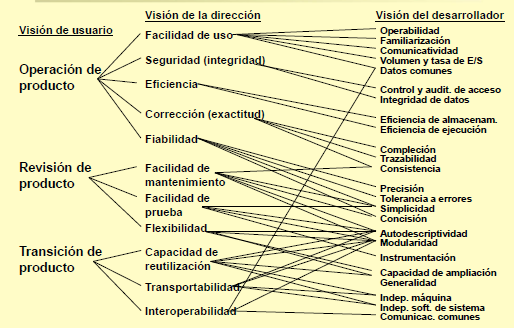 Visión de usuario
Operación de
producto
Revisión de
producto
Transición de
producto
Visión de la dirección
Facilidad de uso
Seguridad (integridad)
Eficiencia
Corrección (exactitud)
Fiabilidad
Facilidad de
mantenimiento
Facilidad de
prueba
Flexibilidad
Capacidad de
reutilización
Transportabilidad
Interoperabilidad
Visión del desarrollador
Operabilidad
Familiarización
Comunicatividad
Volumen y tasa de E/S
Datos comunes
Control y audit. de acceso
Integridad de datos
Eficiencia de almacenam.
Eficiencia de ejecución
Compleción
Trazabilidad
Consistencia
Precisión
Tolerancia a errores
Simplicidad
Concisión
Autodescriptividad
Modularidad
Instrumentación
Capacidad de ampliación
Generalidad
Indep. máquina
Indep. soft. de sistema
Comunicac. comunes